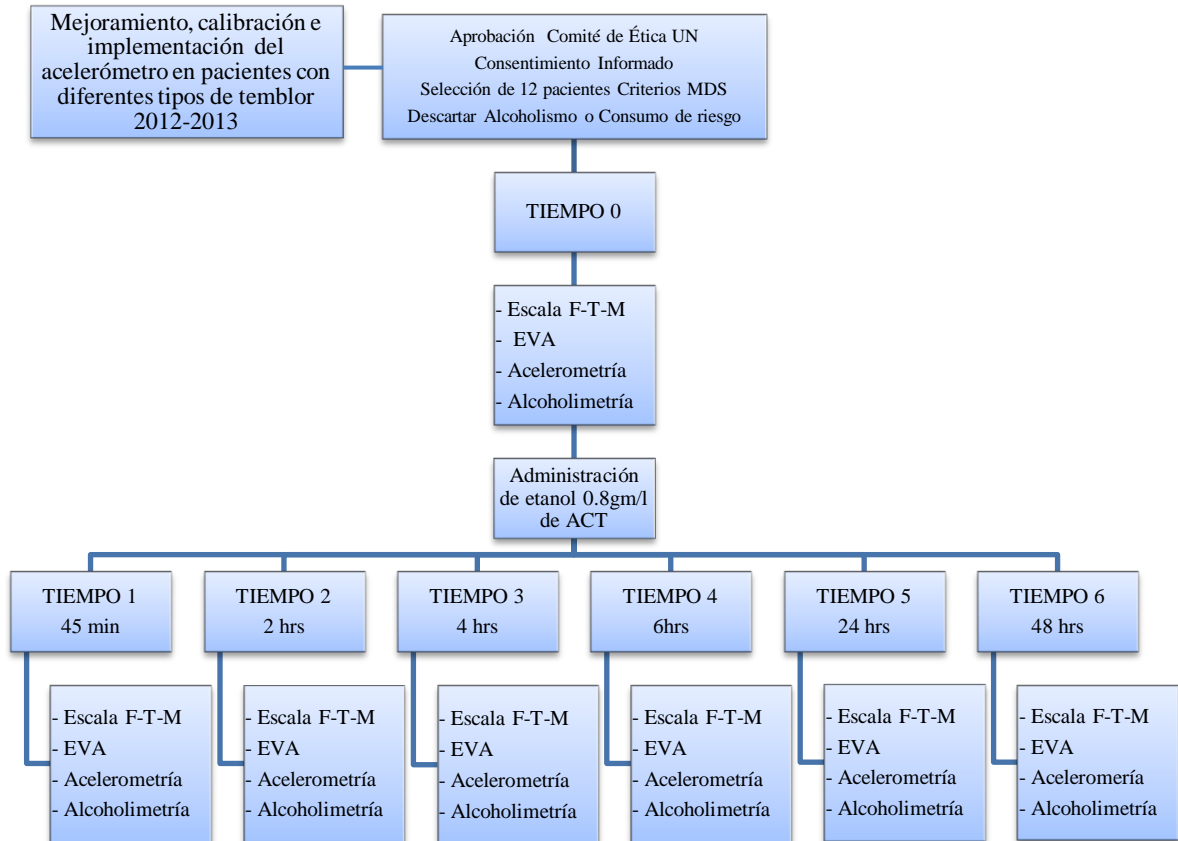 Mejoramiento, calibración e
implementación del
acelerómetro en pacientes con
diferentes tipos de temblor
2012-2013
Aprobación Comité de Ética UN
Consentimiento Informado
Selección de 12 pacientes Criterios MDS
Descartar Alcoholismo o Consumo de riesgo
TIEMPO 0
- Escala F-T-M
- EVA
- Acelerometría
- Alcoholimetría
Administración
de etanol 0.8gm/l
de ACT
TIEMPO 1
45 min
TIEMPO 2
2 hrs
TIEMPO 3
4 hrs
TIEMPO 4
6hrs
TIEMPO 5
24 hrs
TIEMPO 6
48 hrs
- Escala F-T-M
- EVA
- Acelerometría
- Alcoholimetría
- Escala F-T-M
- EVA
- Acelerometría
- Alcoholimetría
- Escala F-T-M
- EVA
- Acelerometría
- Alcoholimetría
- Escala F-T-M
- EVA
- Acelerometría
- Alcoholimetría
- Escala F-T-M
- EVA
- Acelerometría
- Alcoholimetría
- Escala F-T-M
- EVA
- Aceleromería
- Alcoholimetría